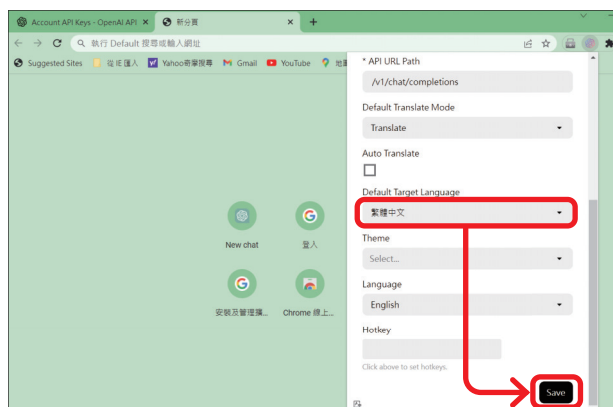 Account API Keys - OpenAI API
新分頁
執行 Default 搜尋或輸入網址
Suggested Sites
從 IE 匯入
Yahoo奇摩搜尋
Gmail
YouTube
地圖
New chat
登入
安裝及管理擴...
Chrome 線上...
* API URL Path
/v1/chat/completions
Default Translate Mode
Translate
Auto Translate
Default Target Language
繁體中文
Theme
Select...
Language
English
Hotkey
Click above to set hotkeys.
Save